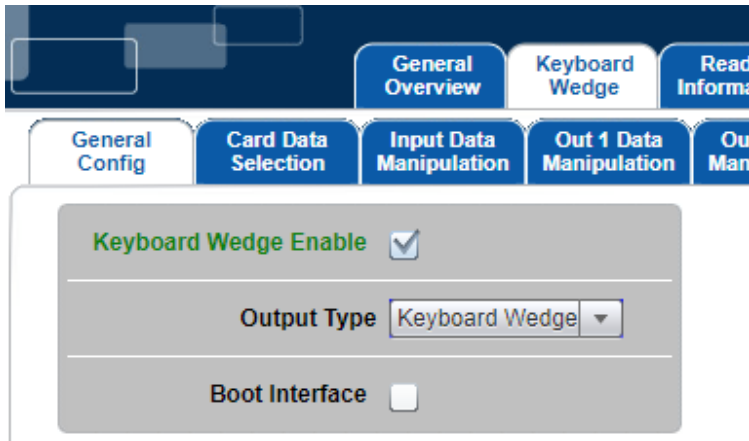 General Overview
Keyboard Wedge
General Config
Card Data Selection
Input Data Manipulation
Out 1 Data Manipulation
Keyboard Wedge Enable
Output Type Keyboard Wedge
Boot Interface